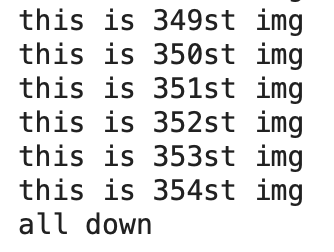 this is 349st img
this is 350st img
this is 351st img
this is 352st img
this is 353st img
this is 354st img
all down